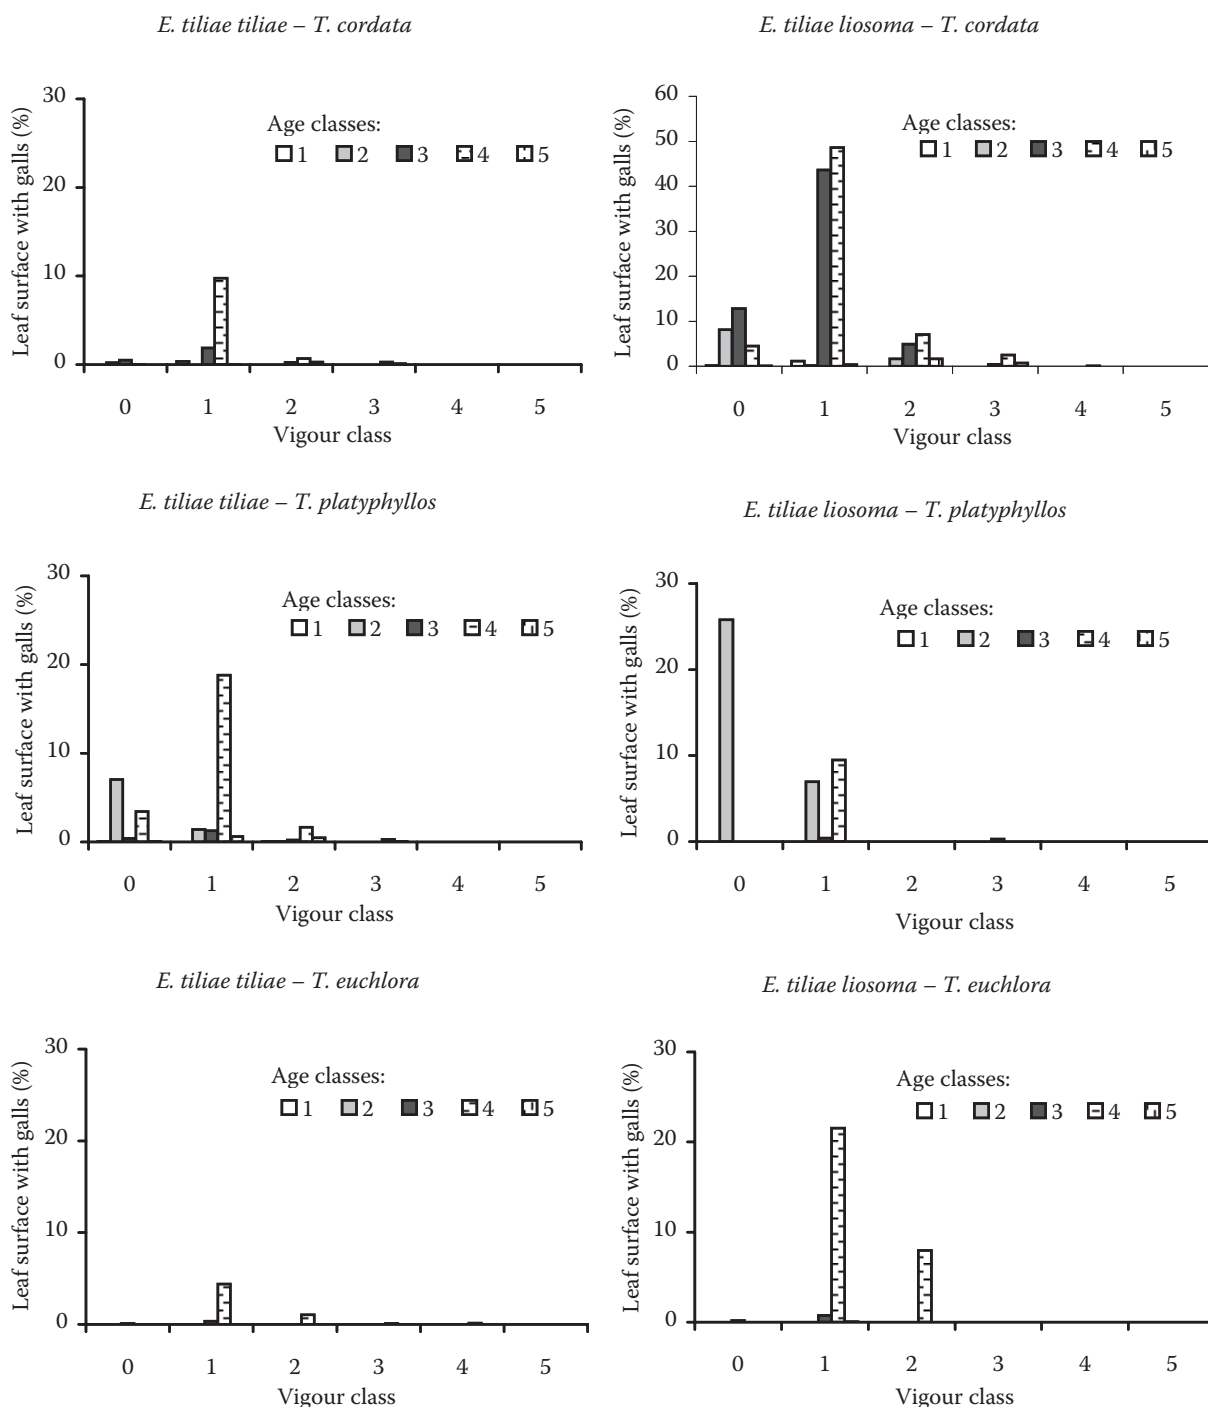 E. tiliae tiliae – T. cordata
Leaf surface with galls (%)
30
20
10
0
Age classes:
1 2 3 4 5
0 1 2 3 4 5
Vigour class
E. tiliae liosoma – T. cordata
Leaf surface with galls (%)
60
50
40
30
20
10
0
Age classes:
1 2 3 4 5
0 1 2 3 4 5
Vigour class
E. tiliae tiliae – T. platyphyllos
Leaf surface with galls (%)
30
20
10
0
Age classes:
1 2 3 4 5
0 1 2 3 4 5
Vigour class
E. tiliae liosoma – T. platyphyllos
Leaf surface with galls (%)
30
20
10
0
Age classes:
1 2 3 4 5
0 1 2 3 4 5
Vigour class
E. tiliae tiliae – T. euchlora
Leaf surface with galls (%)
30
20
10
0
Age classes:
1 2 3 4 5
0 1 2 3 4 5
Vigour class
E. tiliae liosoma – T. euchlora
Leaf surface with galls (%)
30
20
10
0
Age classes:
1 2 3 4 5
0 1 2 3 4 5
Vigour class